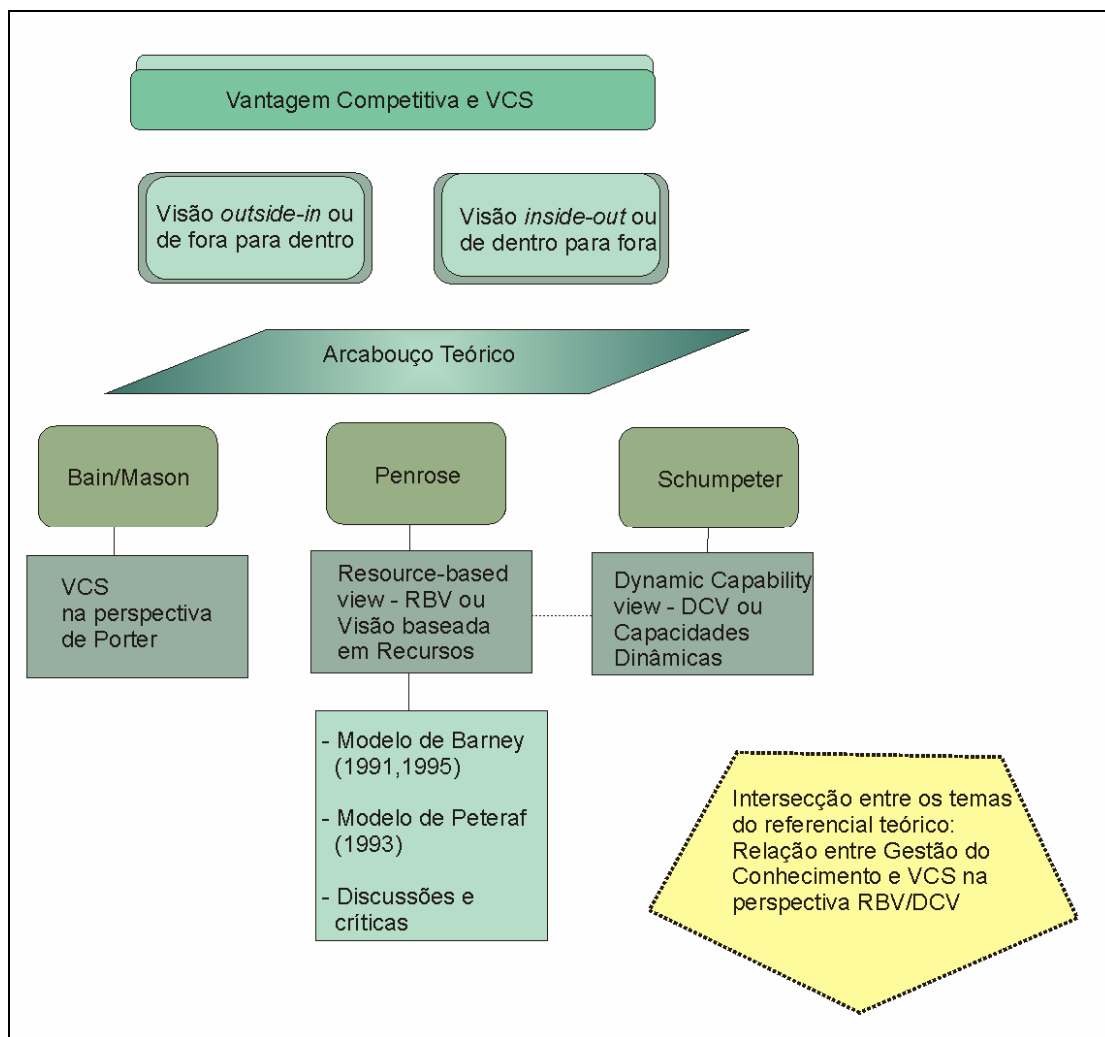 Vantagem Competitiva e VCS
Visão outside-in ou
de fora para dentro
Visão inside-out ou
de dentro para fora
Arcabouço Teórico
Bain/Mason
Penrose
Schumpeter
VCS
na perspectiva
de Porter
Resource-based
view - RBV ou
Visão baseada
em Recursos
Dynamic Capability
view - DCV ou
Capacidades
Dinâmicas
- Modelo de Barney
(1991,1995)
- Modelo de Peteraf
(1993)
- Discussões e
críticas
Intersecção entre os temas
do referencial teórico:
Relação entre Gestão do
Conhecimento e VCS na
perspectiva RBV/DCV